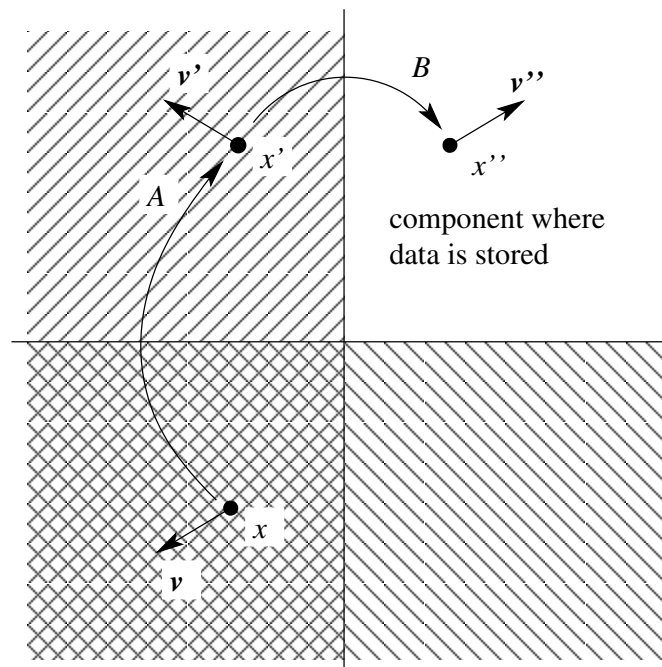 B
v'
v''
x'
x''
A
component where
data is stored
x
v